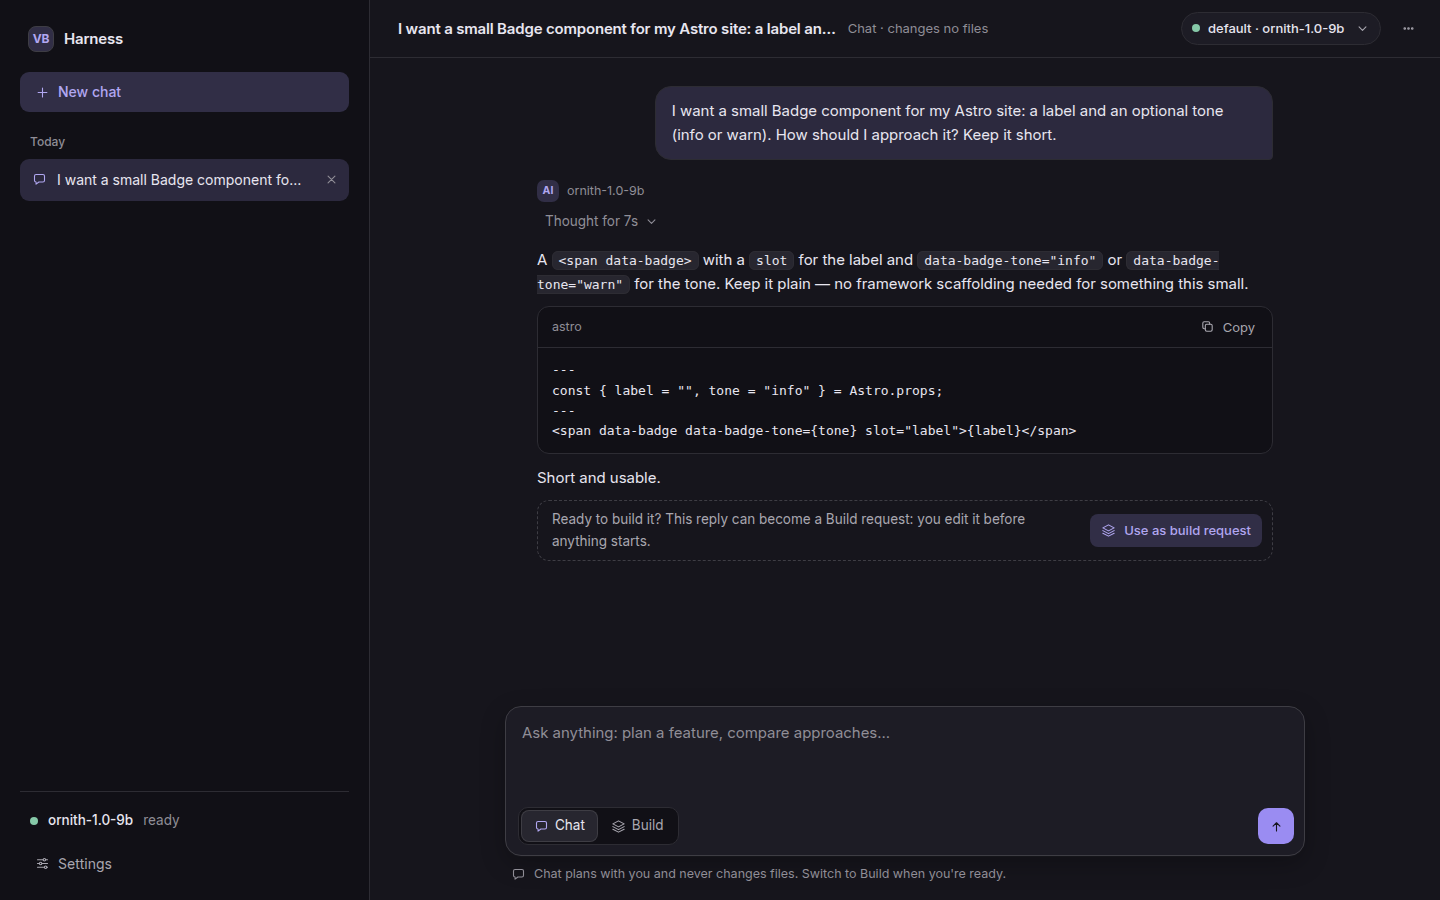 VB Harness
New chat
Today
I want a small Badge component fo...
ornith-1.0-9b ready
Settings
I want a small Badge component for my Astro site: a label an... Chat · changes no files
default · ornith-1.0-9b
I want a small Badge component for my Astro site: a label and an optional tone
(info or warn). How should I approach it? Keep it short.
AI ornith-1.0-9b
Thought for 7s
A <span data-badge> with a slot for the label and data-badge-tone="info" or data-badge-
tone="warn" for the tone. Keep it plain — no framework scaffolding needed for something this small.
astro Copy
---
const { label = "", tone = "info" } = Astro.props;
---
<span data-badge data-badge-tone={tone} slot="label">{label}</span>
Short and usable.
Ready to build it? This reply can become a Build request: you edit it before
anything starts.
Use as build request
Ask anything: plan a feature, compare approaches...
Chat Build
Chat plans with you and never changes files. Switch to Build when you're ready.